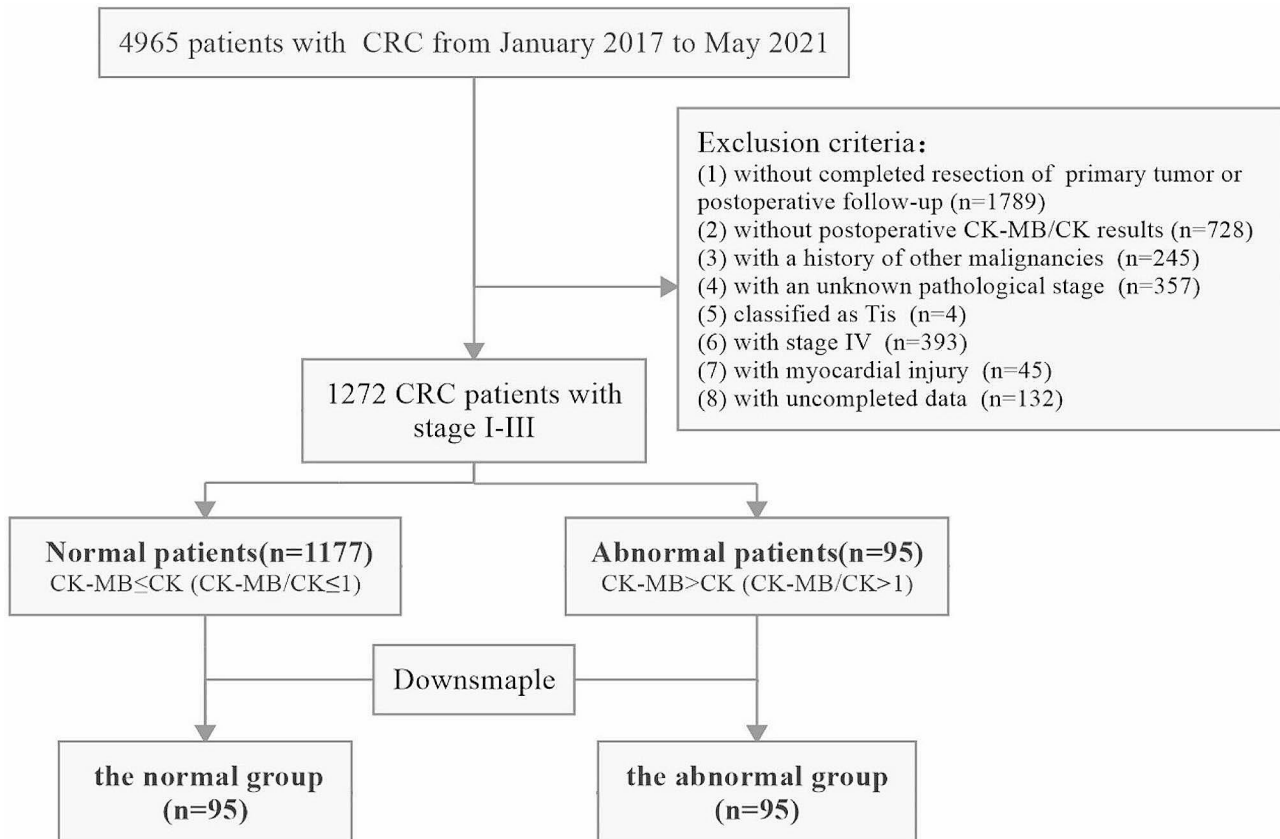 4965 patients with CRC from January 2017 to May 2021
Exclusion criteria:
(1) without completed resection of primary tumor or
postoperative follow-up (n=1789)
(2) without postoperative CK-MB/CK results (n=728)
(3) with a history of other malignancies (n=245)
(4) with an unknown pathological stage (n=357)
(5) classified as Tis (n=4)
(6) with stage IV (n=393)
(7) with myocardial injury (n=45)
(8) with uncompleted data (n=132)
1272 CRC patients with
stage I-III
Normal patients(n=1177)
CK-MB≤CK (CK-MB/CK≤1)
Abnormal patients(n=95)
CK-MB>CK (CK-MB/CK>1)
Downsmaple
the normal group
(n=95)
the abnormal group
(n=95)